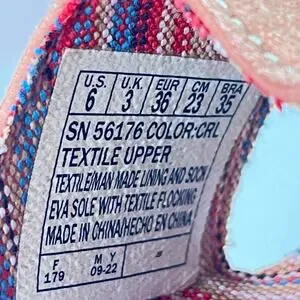 U.S. U.K. EUR CM BRA
6 3 36 23 35
SN 56176 COLOR:CRL
TEXTILE UPPER
TEXTILE/MAN MADE LINING AND SOCK
EVA SOLE WITH TEXTILE FLOCKING
MADE IN CHINA/HECHO EN CHINA
F M Y
179 09-22